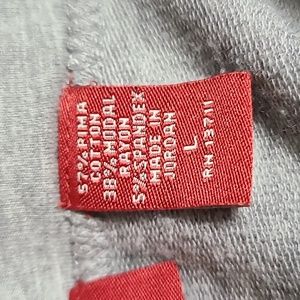 57% PIMA
COTTON
38% MODAL
RAYON
5% SPANDEX
MADE IN
JORDAN
L
RN 13711